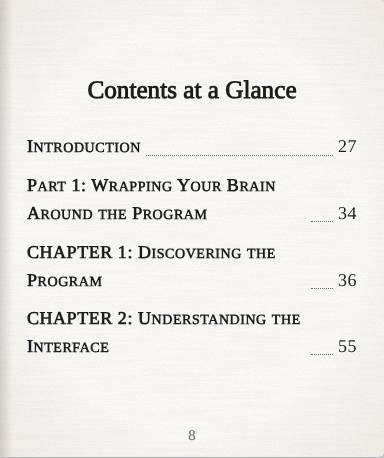 Contents at a Glance
Introduction 27
Part 1: Wrapping Your Brain
Around the Program 34
CHAPTER 1: Discovering the
Program 36
CHAPTER 2: Understanding the
Interface 55
8